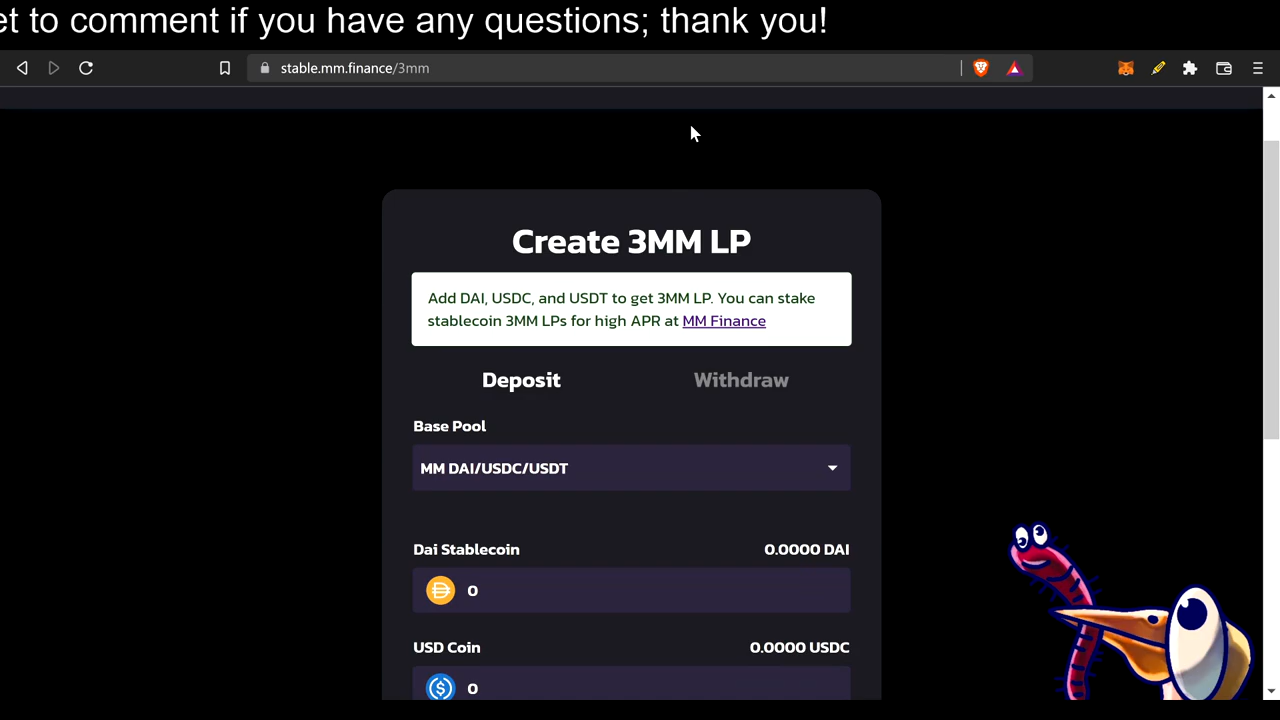 et to comment if you have any questions; thank you!
stable.mm.finance/3mm
Create 3MM LP
Add DAI, USDC, and USDT to get 3MM LP. You can stake
stablecoin 3MM LPs for high APR at MM Finance
Deposit Withdraw
Base Pool
MM DAI/USDC/USDT
Dai Stablecoin 0.0000 DAI
0
USD Coin 0.0000 USDC
0